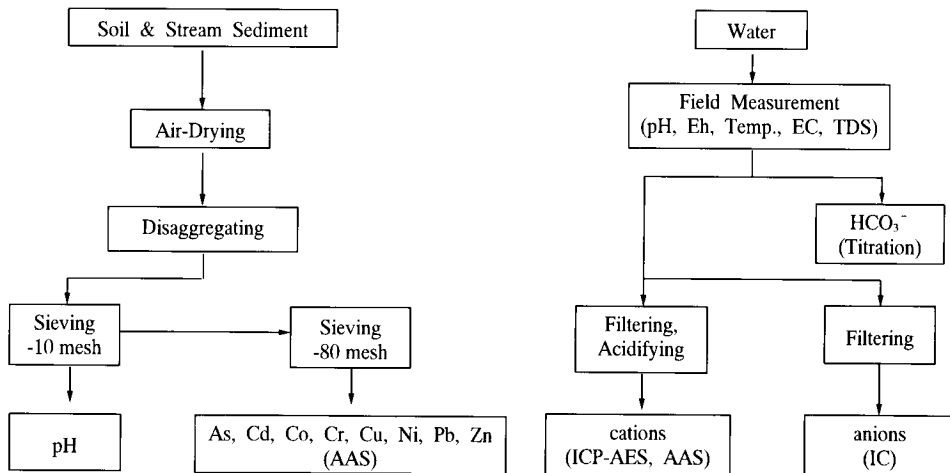 Soil & Stream Sediment
Air-Drying
Disaggregating
Sieving
-10 mesh
Sieving
-80 mesh
pH
As, Cd, Co, Cr, Cu, Ni, Pb, Zn
(AAS)
Water
Field Measurement
(pH, Eh, Temp., EC, TDS)
HCO₃⁻
(Titration)
Filtering,
Acidifying
Filtering
cations
(ICP-AES, AAS)
anions
(IC)